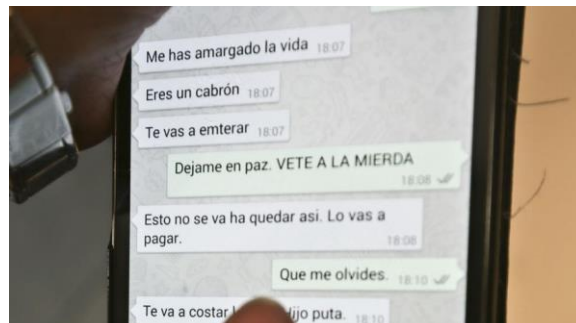 Me has amargado la vida 18:07
Eres un cabrón 18:07
Te vas a emterar 18:07
Dejame en paz. VETE A LA MIERDA
18:08
Esto no se va ha quedar asi. Lo vas a
pagar. 18:08
Que me olvides. 18:10
Te va a costar puta. 18:10